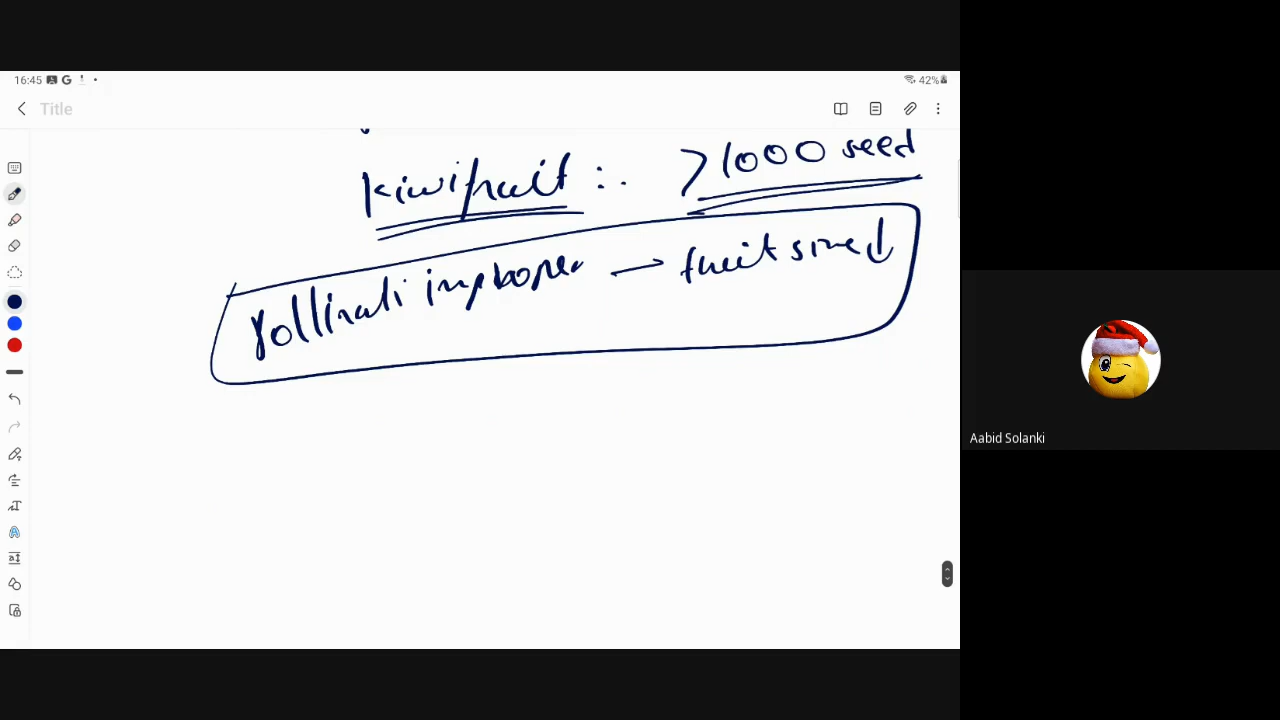 16:45
42%
Title
kiwifruit :. >1000 seed
pollinati improper → fruit size↓
Aabid Solanki